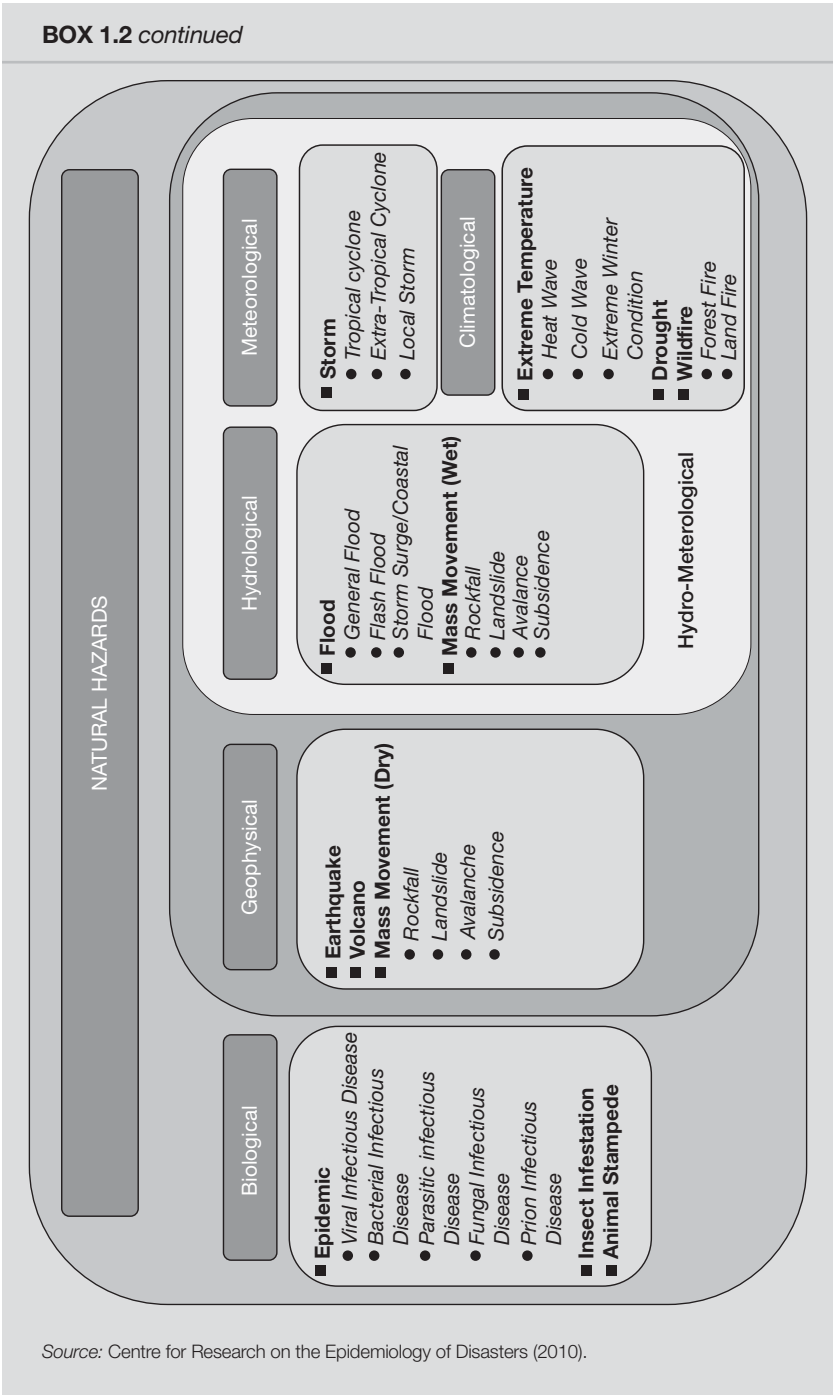 BOX 1.2 continued
NATURAL HAZARDS
Biological
■ Epidemic
● Viral Infectious Disease
● Bacterial Infectious
Disease
● Parasitic infectious
Disease
● Fungal Infectious
Disease
● Prion Infectious
Disease
■ Insect Infestation
■ Animal Stampede
Geophysical
■ Earthquake
■ Volcano
■ Mass Movement (Dry)
● Rockfall
● Landslide
● Avalanche
● Subsidence
Hydrological
■ Flood
● General Flood
● Flash Flood
● Storm Surge/Coastal
Flood
■ Mass Movement (Wet)
● Rockfall
● Landslide
● Avalance
● Subsidence
Hydro-Meterological
Meteorological
■ Storm
● Tropical cyclone
● Extra-Tropical Cyclone
● Local Storm
Climatological
■ Extreme Temperature
● Heat Wave
● Cold Wave
● Extreme Winter
Condition
■ Drought
■ Wildfire
● Forest Fire
● Land Fire
Source: Centre for Research on the Epidemiology of Disasters (2010).